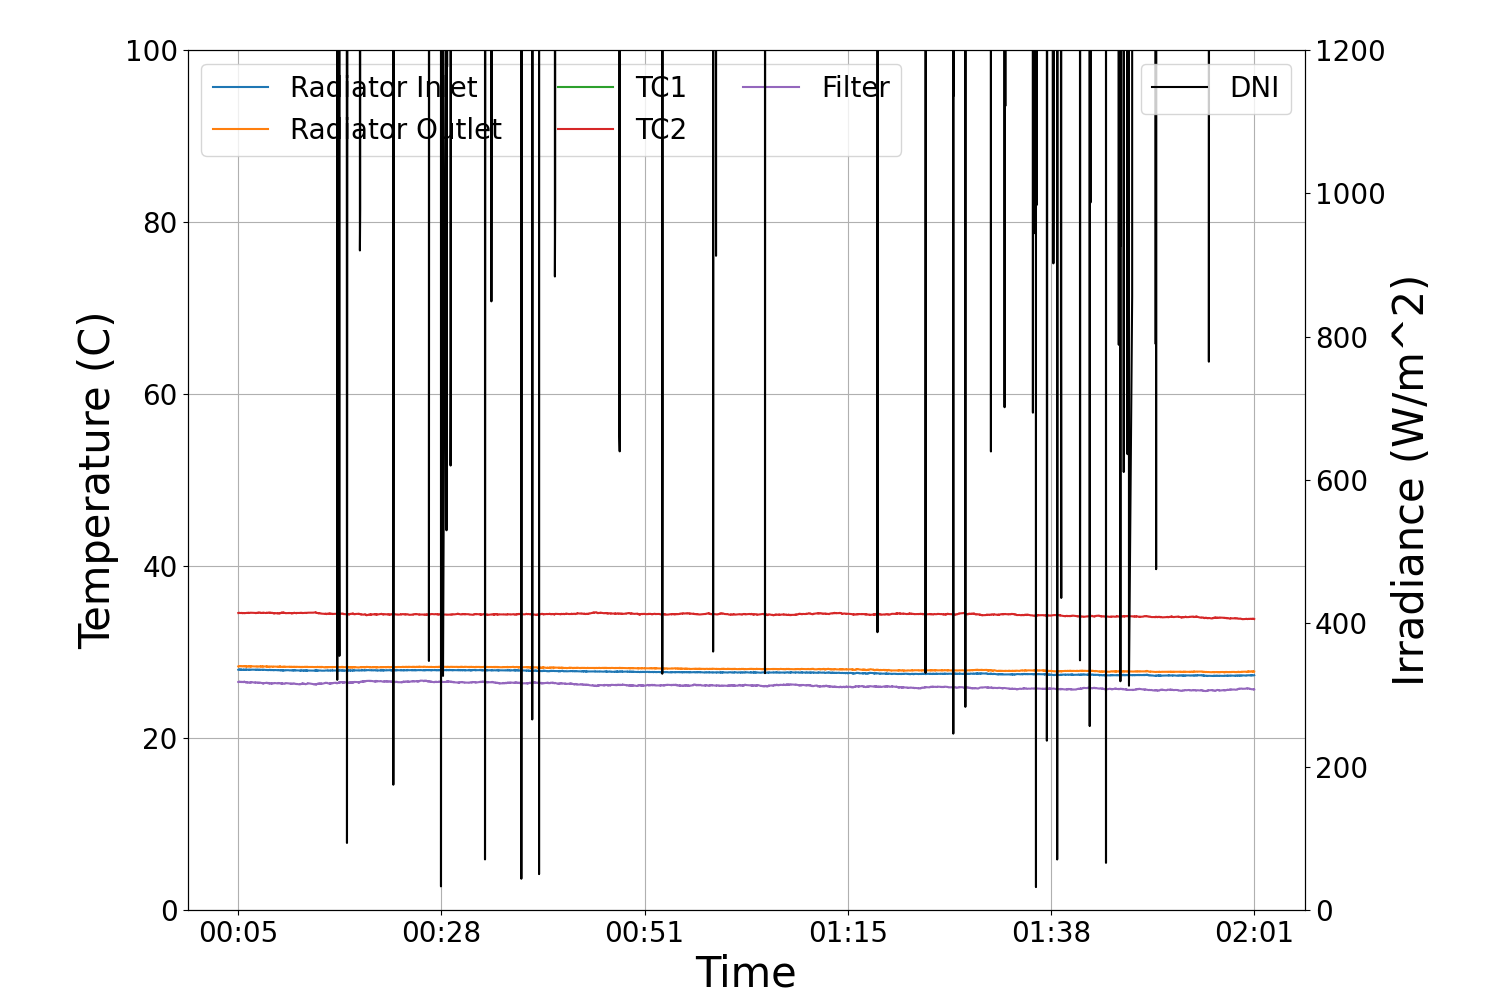 100
80
60
40
20
0
Temperature (C)
Radiator Inlet
Radiator Outlet
TC1
TC2
Filter
DNI
1200
1000
800
600
400
200
0
Irradiance (W/m^2)
00:05 00:28 00:51 01:15 01:38 02:01
Time